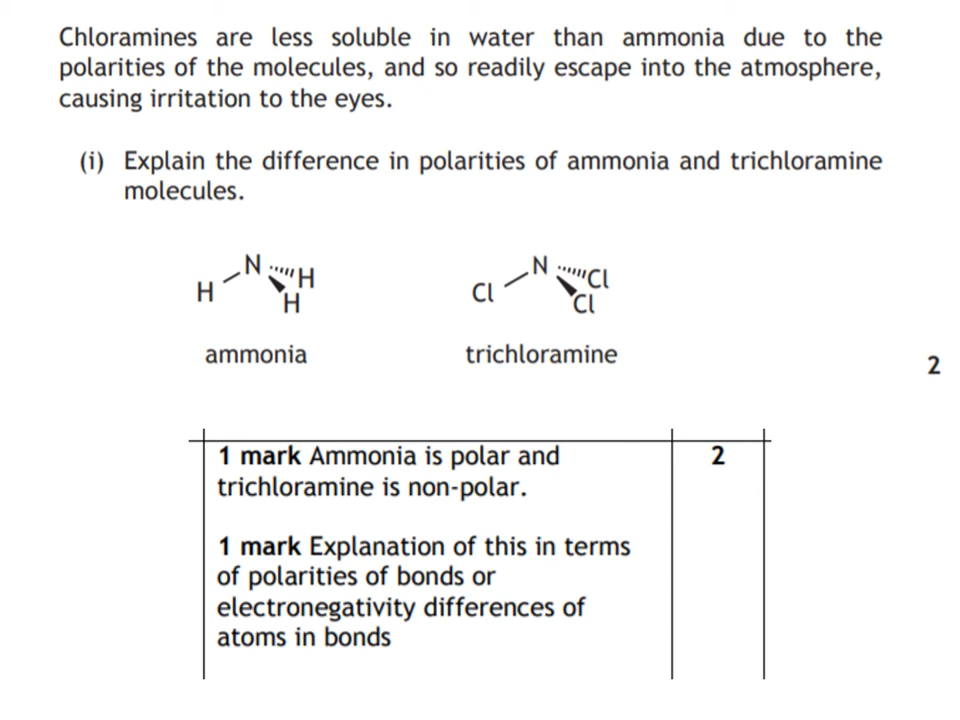 Chloramines are less soluble in water than ammonia due to the
polarities of the molecules, and so readily escape into the atmosphere,
causing irritation to the eyes.
(i) Explain the difference in polarities of ammonia and trichloramine
molecules.
H N H H
Cl N Cl Cl
ammonia
trichloramine
2
1 mark Ammonia is polar and
trichloramine is non-polar.
2
1 mark Explanation of this in terms
of polarities of bonds or
electronegativity differences of
atoms in bonds